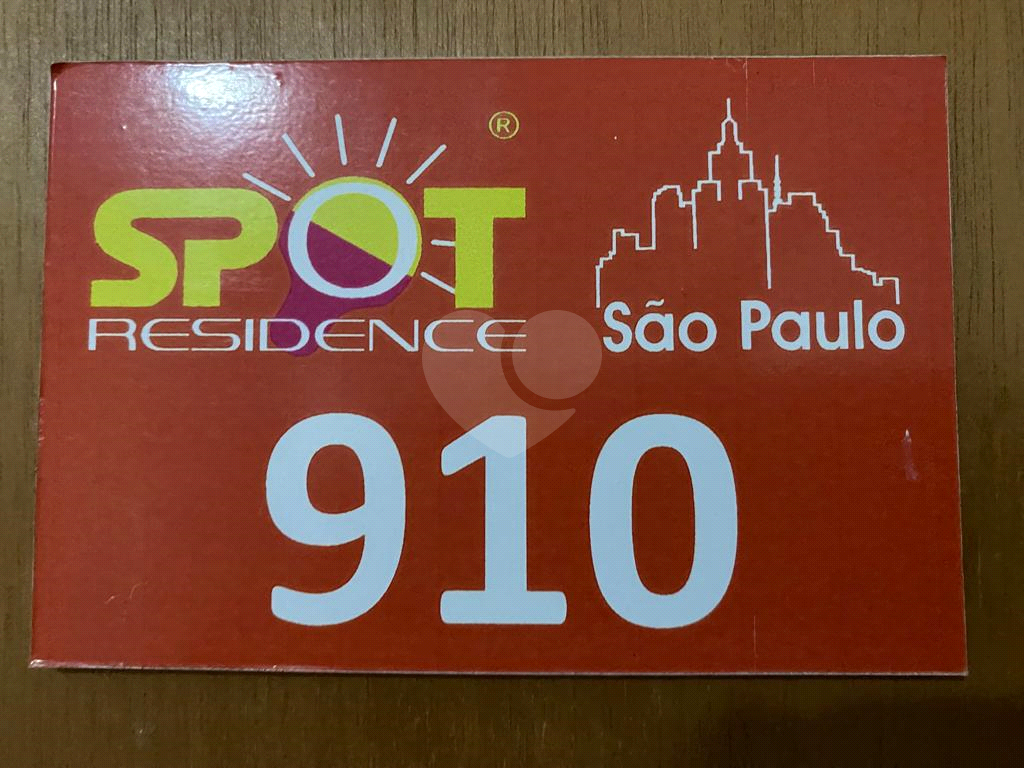 SPOT ®
RESIDENCE
São Paulo
910